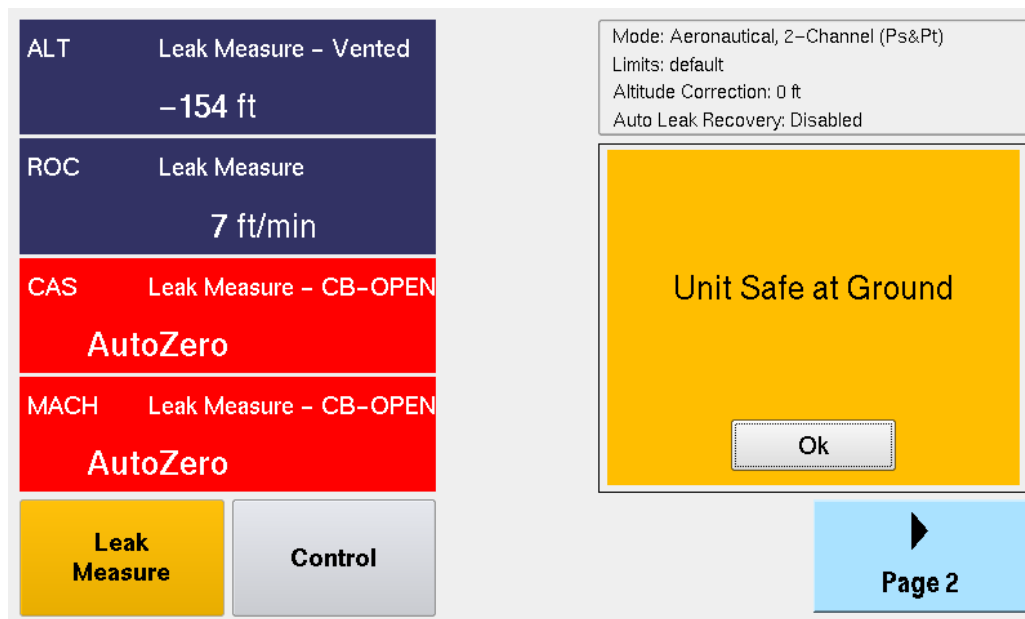 ALT Leak Measure – Vented
–154 ft
ROC Leak Measure
7 ft/min
CAS Leak Measure – CB–OPEN
AutoZero
MACH Leak Measure – CB–OPEN
AutoZero
Leak
Measure
Control
Mode: Aeronautical, 2–Channel (Ps&Pt)
Limits: default
Altitude Correction: 0 ft
Auto Leak Recovery: Disabled
Unit Safe at Ground
Ok
Page 2